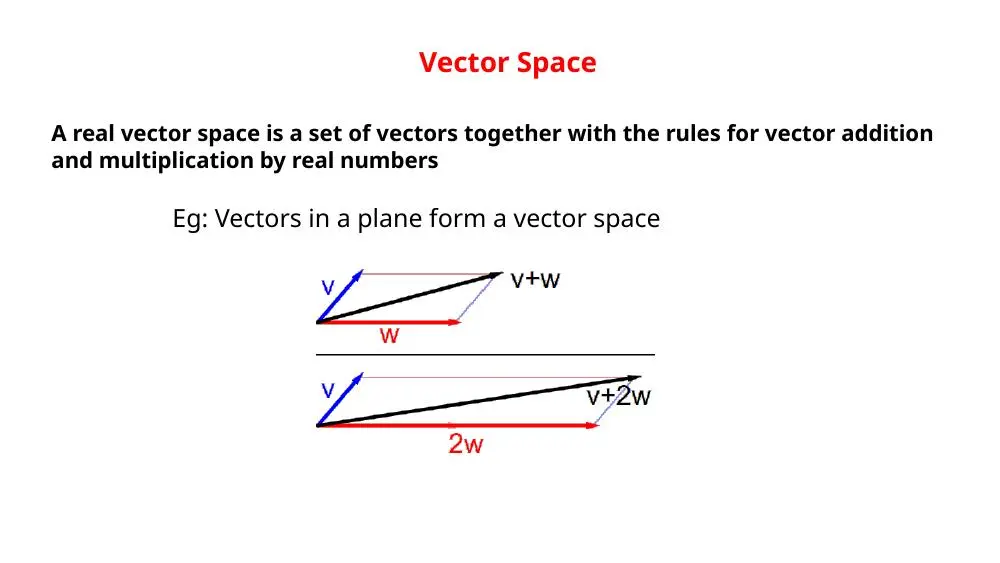 Vector Space
A real vector space is a set of vectors together with the rules for vector addition
and multiplication by real numbers
Eg: Vectors in a plane form a vector space
v
v+w
w
v
v+2w
2w